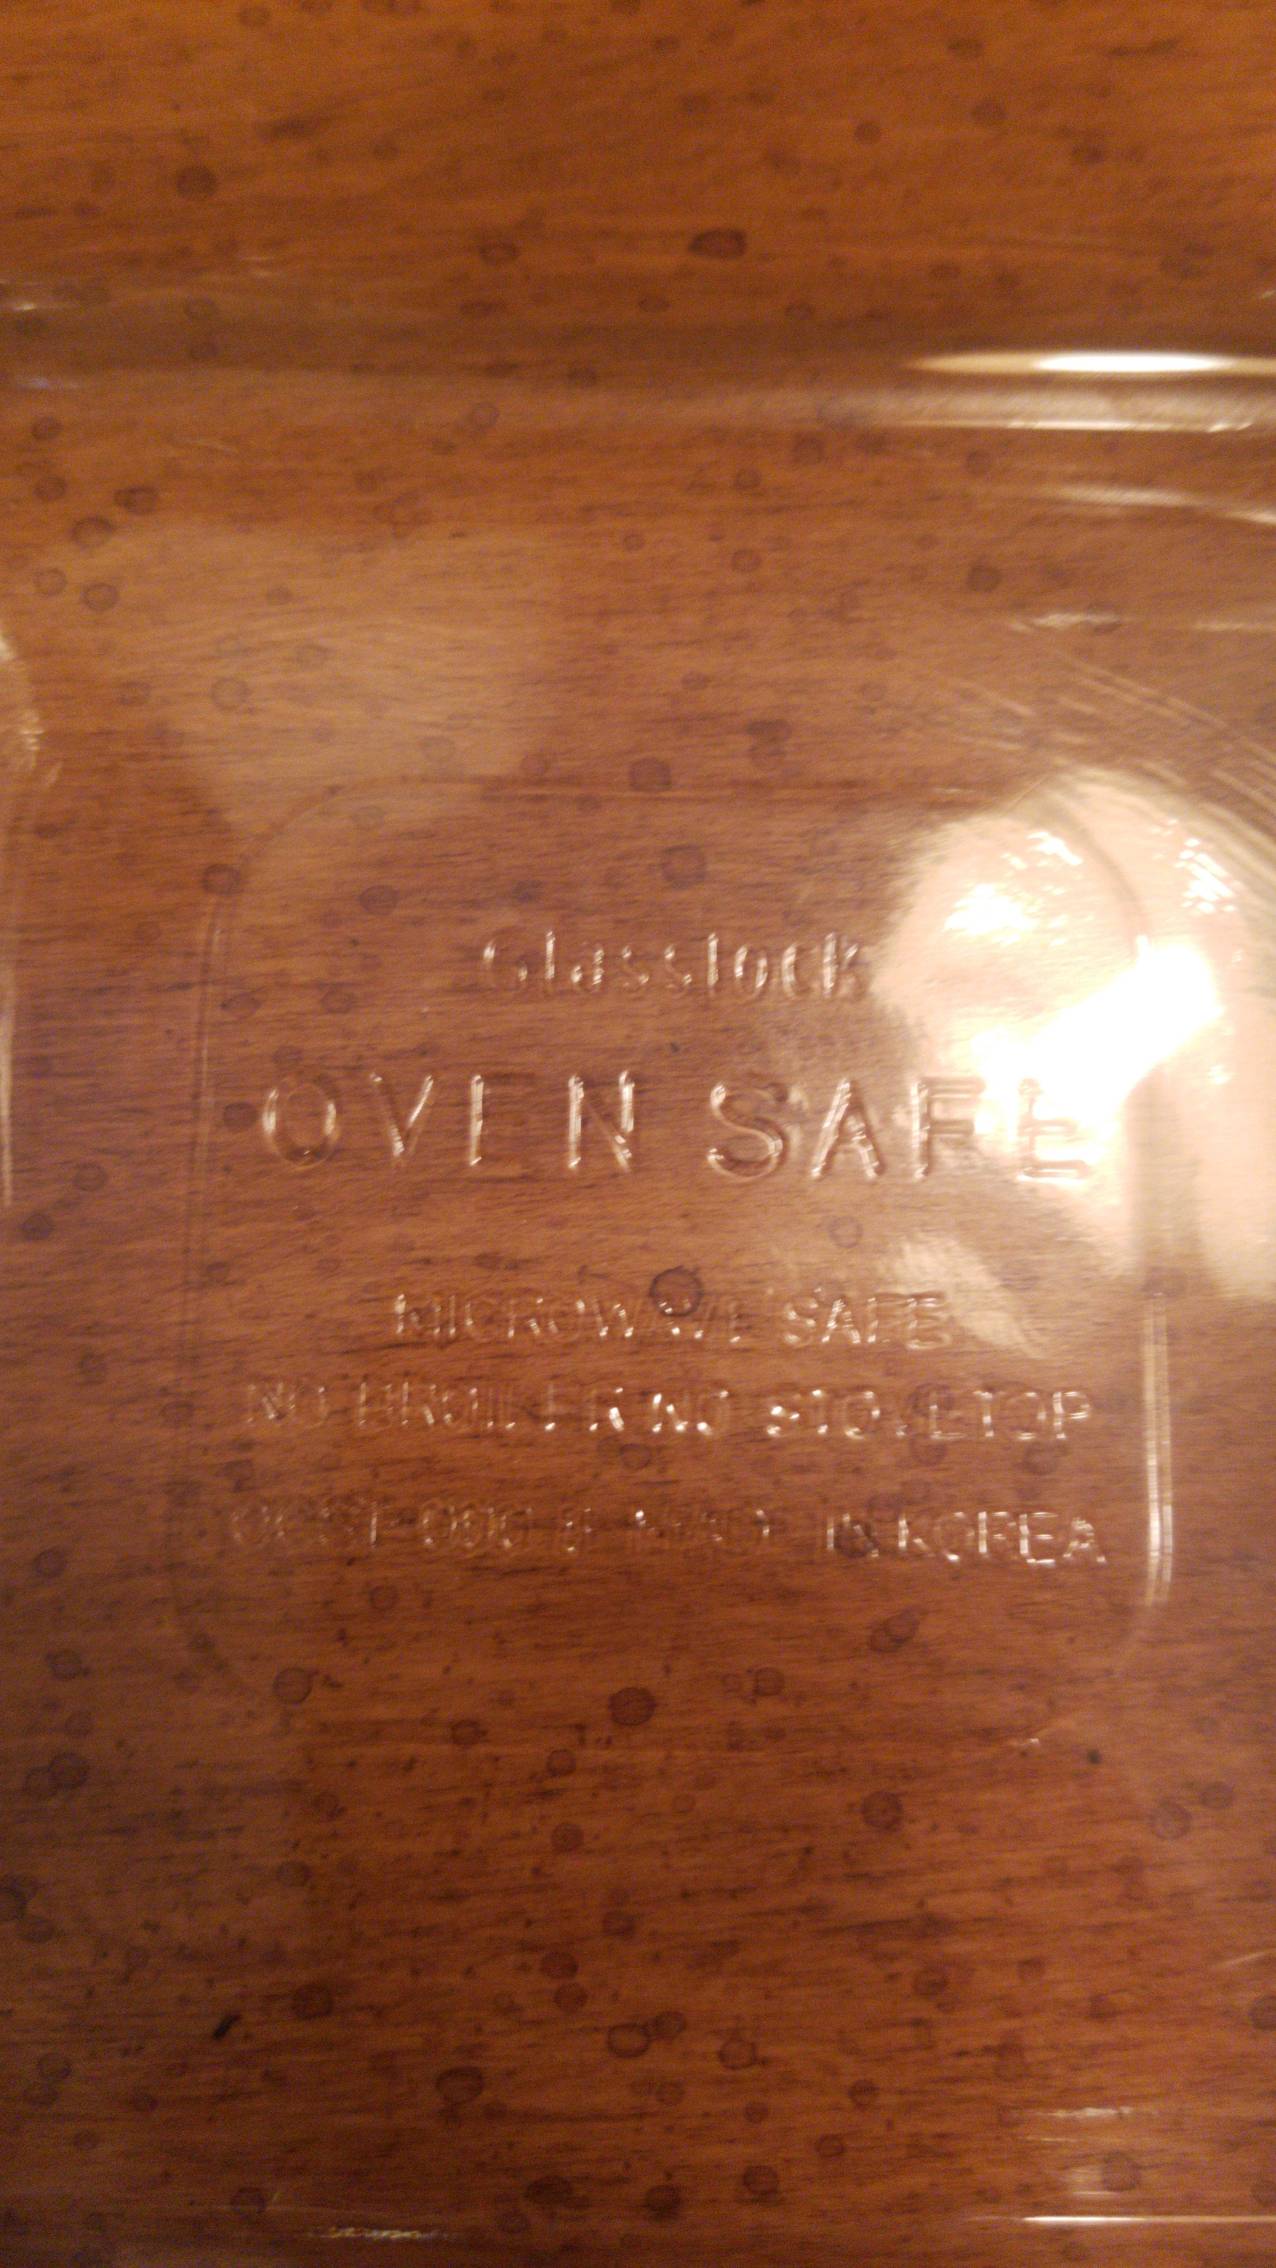 Glasslock
OVEN SAFE
MICROWAVE SAFE
NO BROILER NO STOVETOP
MADE IN KOREA